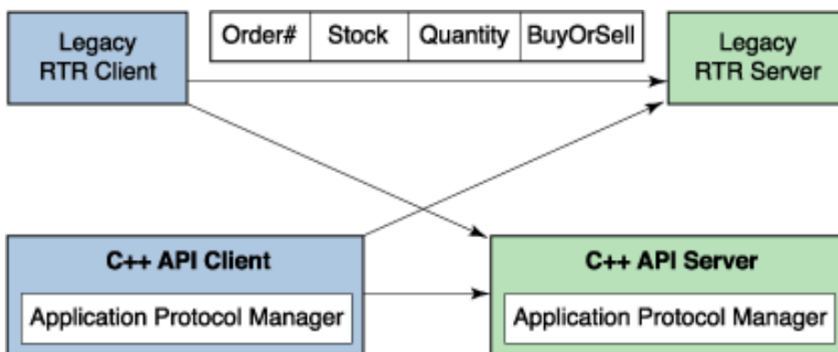 Legacy
RTR Client
Order# Stock Quantity BuyOrSell
Legacy
RTR Server
C++ API Client
Application Protocol Manager
C++ API Server
Application Protocol Manager